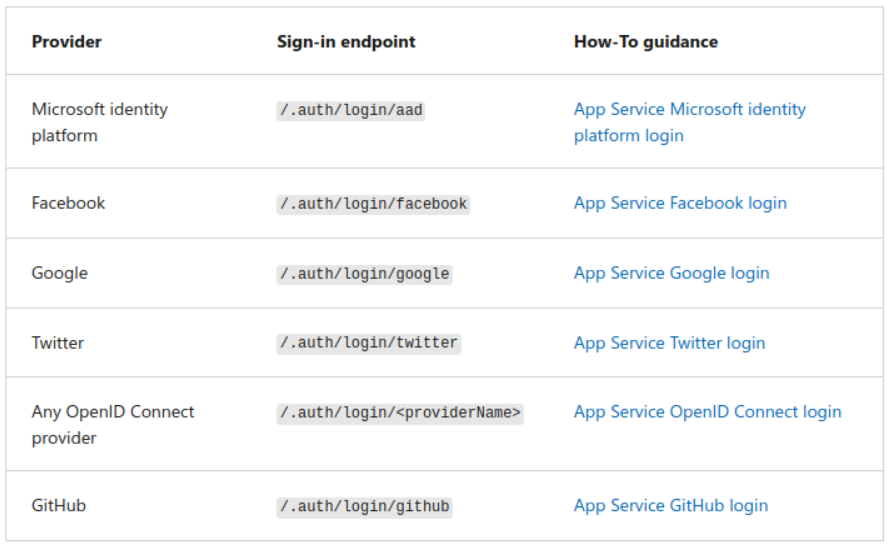 Provider Sign-in endpoint How-To guidance
Microsoft identity /.auth/login/aad App Service Microsoft identity
platform platform login
Facebook /.auth/login/facebook App Service Facebook login
Google /.auth/login/google App Service Google login
Twitter /.auth/login/twitter App Service Twitter login
Any OpenID Connect /.auth/login/<providerName> App Service OpenID Connect login
provider
GitHub /.auth/login/github App Service GitHub login